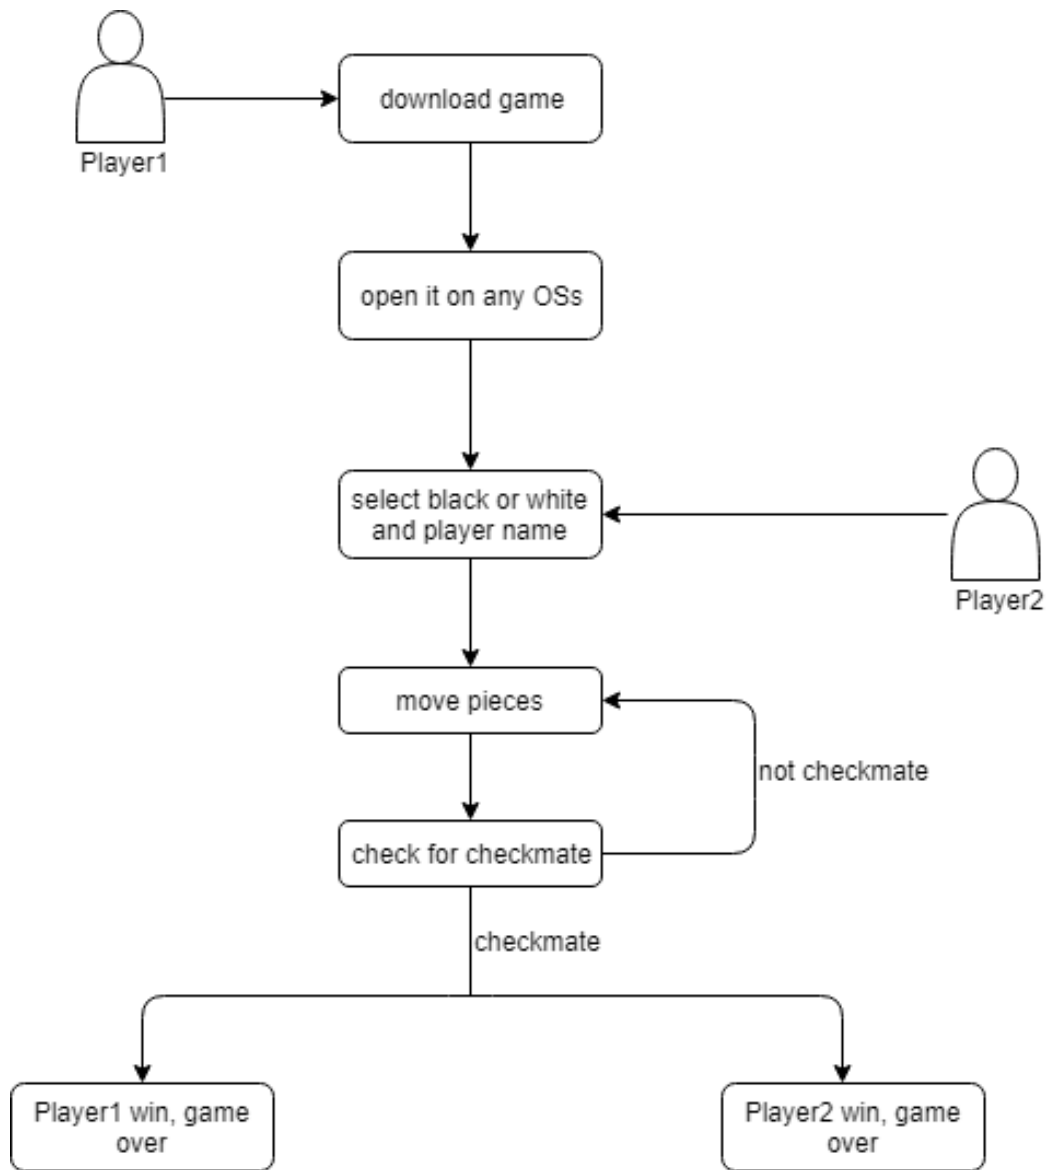 download game
Player1
open it on any OSs
select black or white
and player name
Player2
move pieces
not checkmate
check for checkmate
checkmate
Player1 win, game
over
Player2 win, game
over